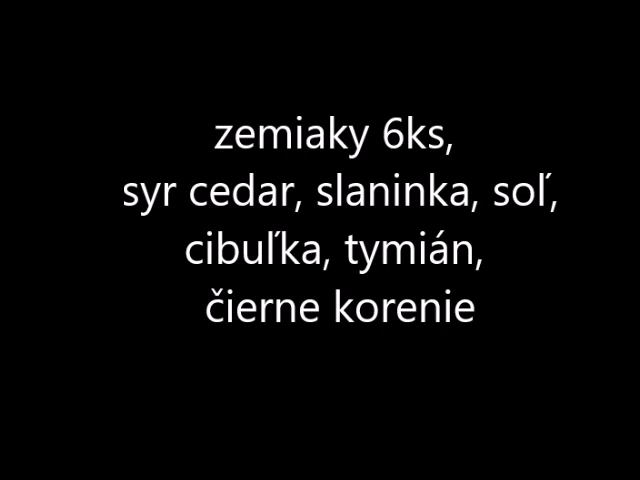 zemiaky 6ks,
syr cedar, slaninka, soľ,
cibuľka, tymián,
čierne korenie